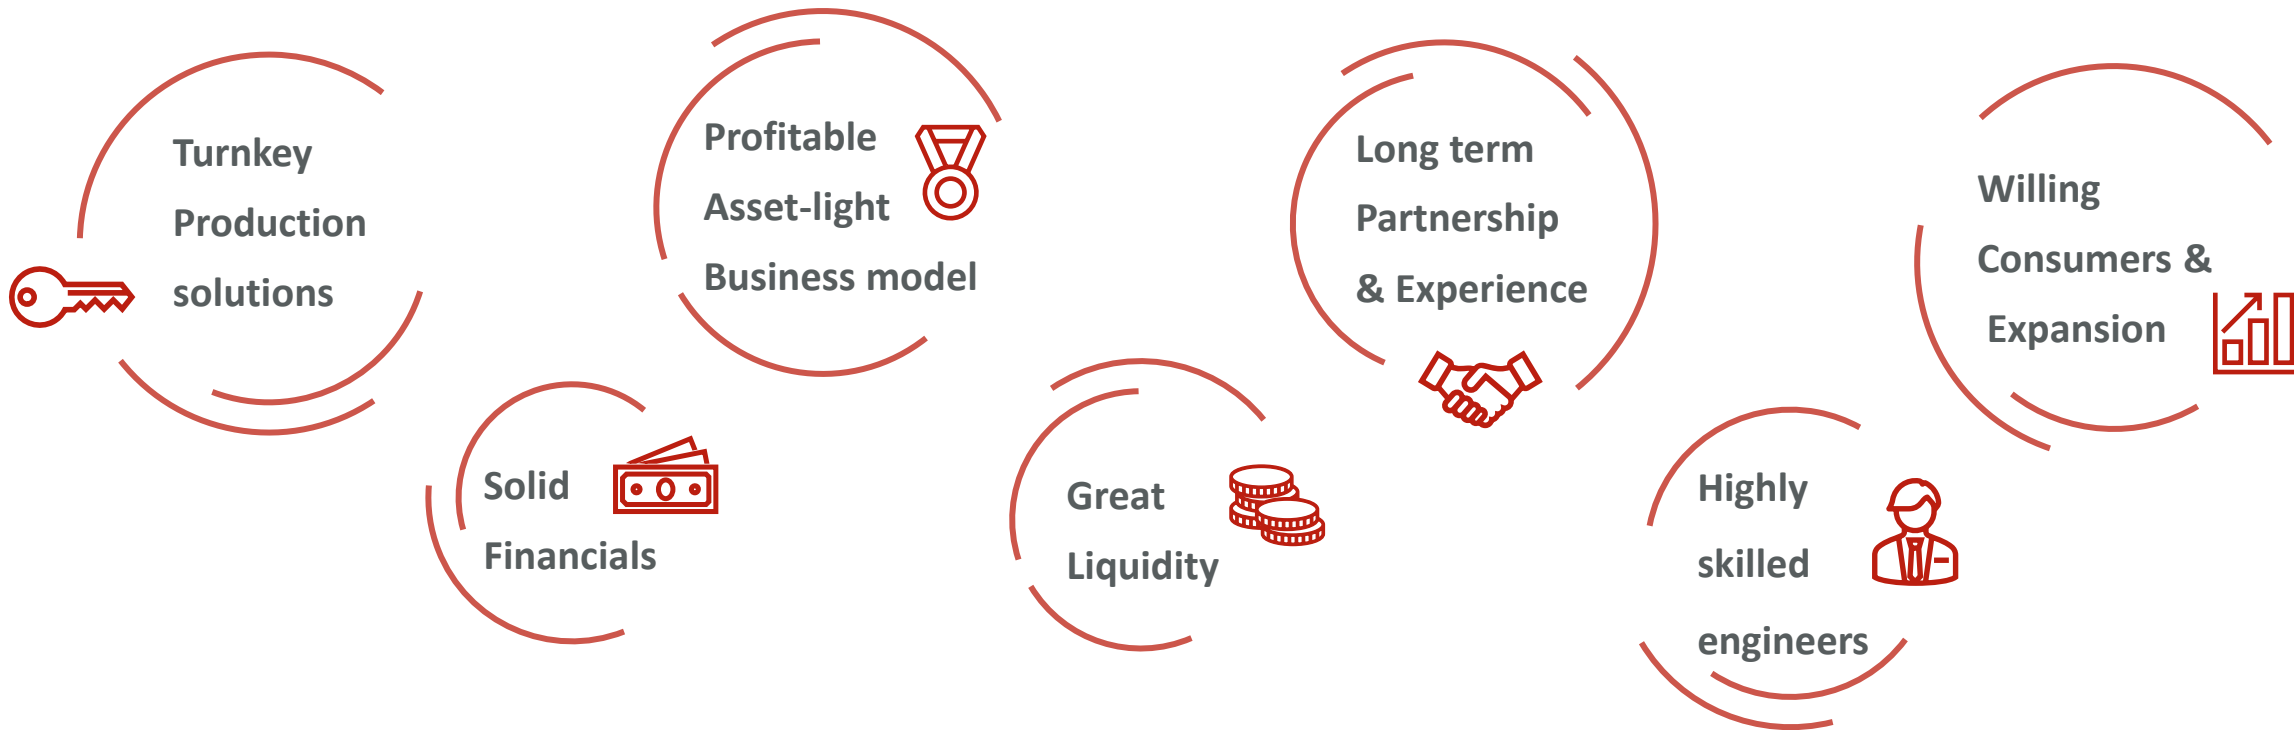 Turnkey
Production
solutions
Solid
Financials
Profitable
Asset-light
Business model
Great
Liquidity
Long term
Partnership
& Experience
Highly
skilled
engineers
Willing
Consumers &
Expansion